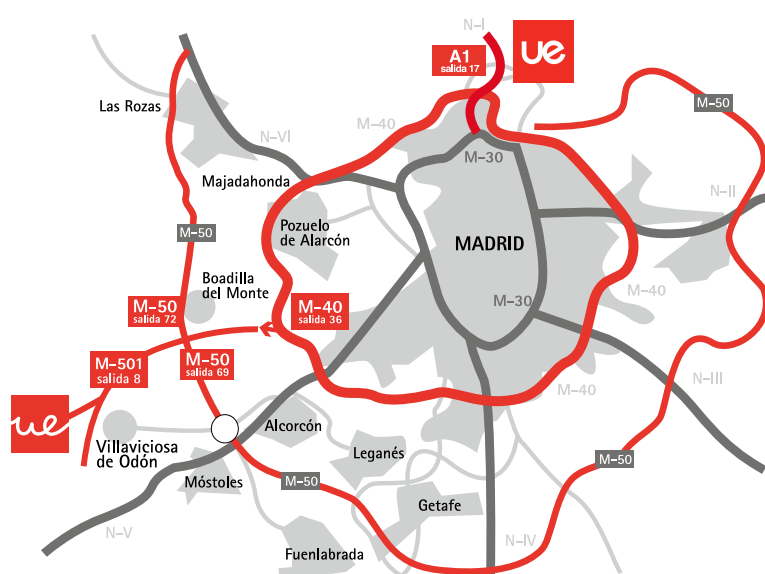 N-I
A1
salida 17
ue
Las Rozas
M-50
M-40
N-VI
M-30
Majadahonda
N-II
Pozuelo
de Alarcón
M-50
MADRID
Boadilla
del Monte
M-40
M-50
salida 72
M-40
salida 36
M-30
M-501
salida 8
M-50
salida 69
N-III
M-40
ue
Villaviciosa
de Odón
Alcorcón
Leganés
M-50
Móstoles
M-50
Getafe
N-V
N-IV
Fuenlabrada